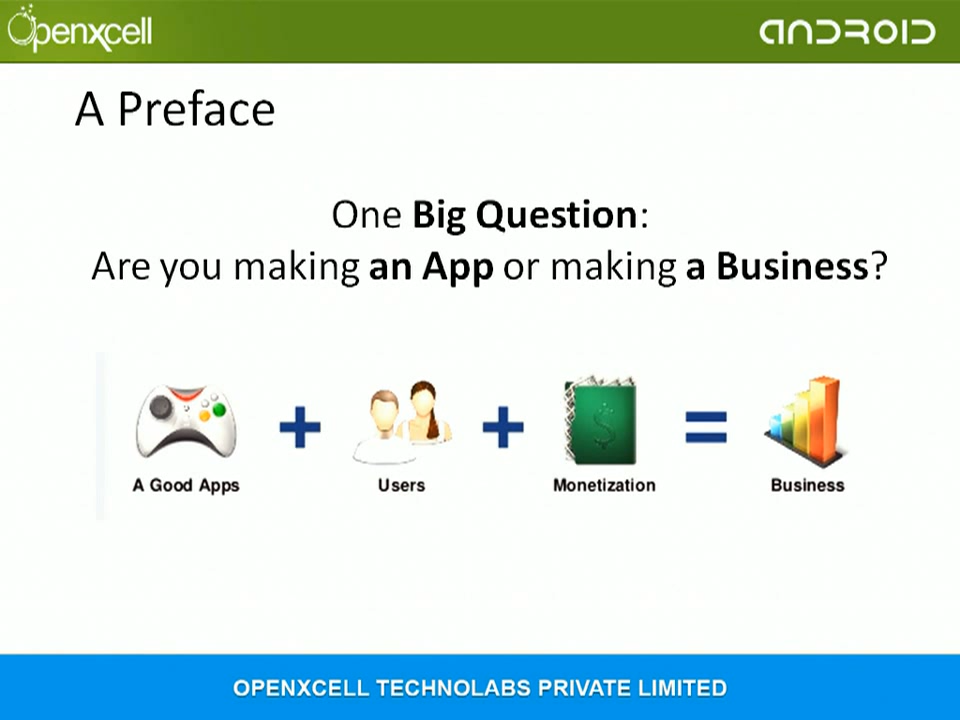 Openxcell
ANDROID
A Preface
One Big Question:
Are you making an App or making a Business?
+ + $ =
A Good Apps Users Monetization Business
OPENXCELL TECHNOLABS PRIVATE LIMITED